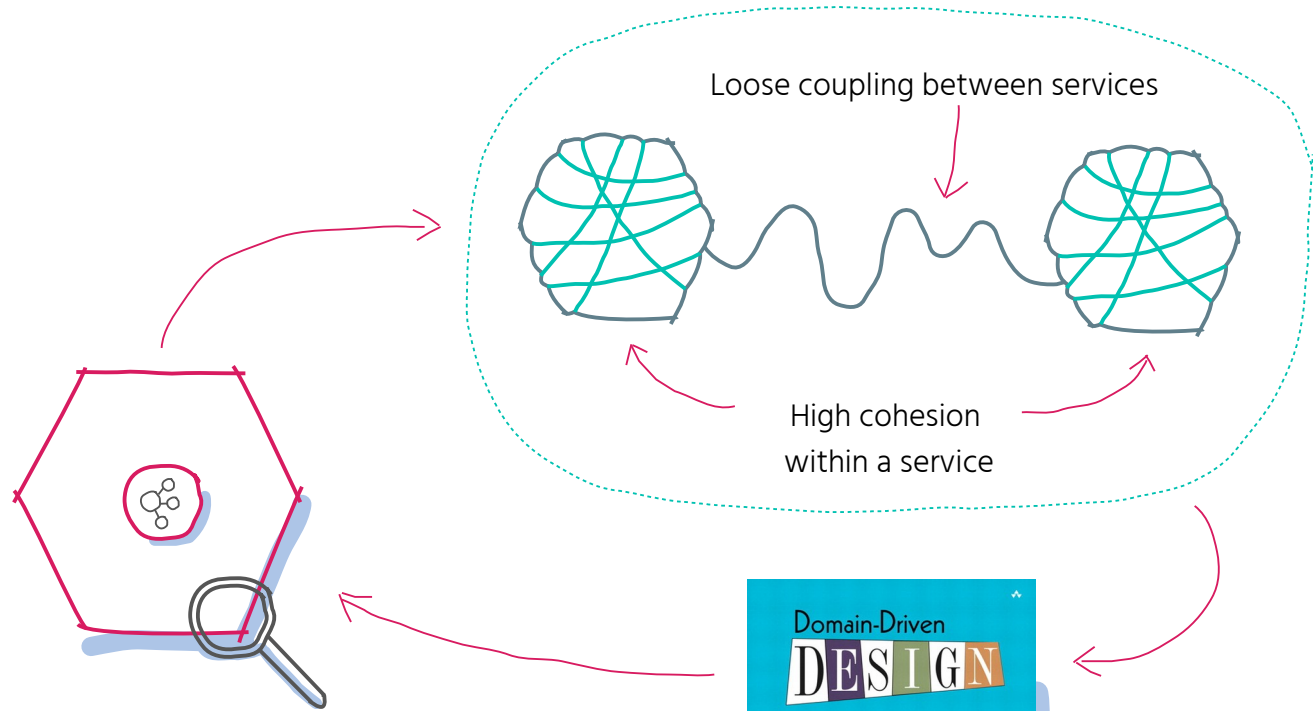 Loose coupling between services
High cohesion
within a service
Domain-Driven
DESIGN